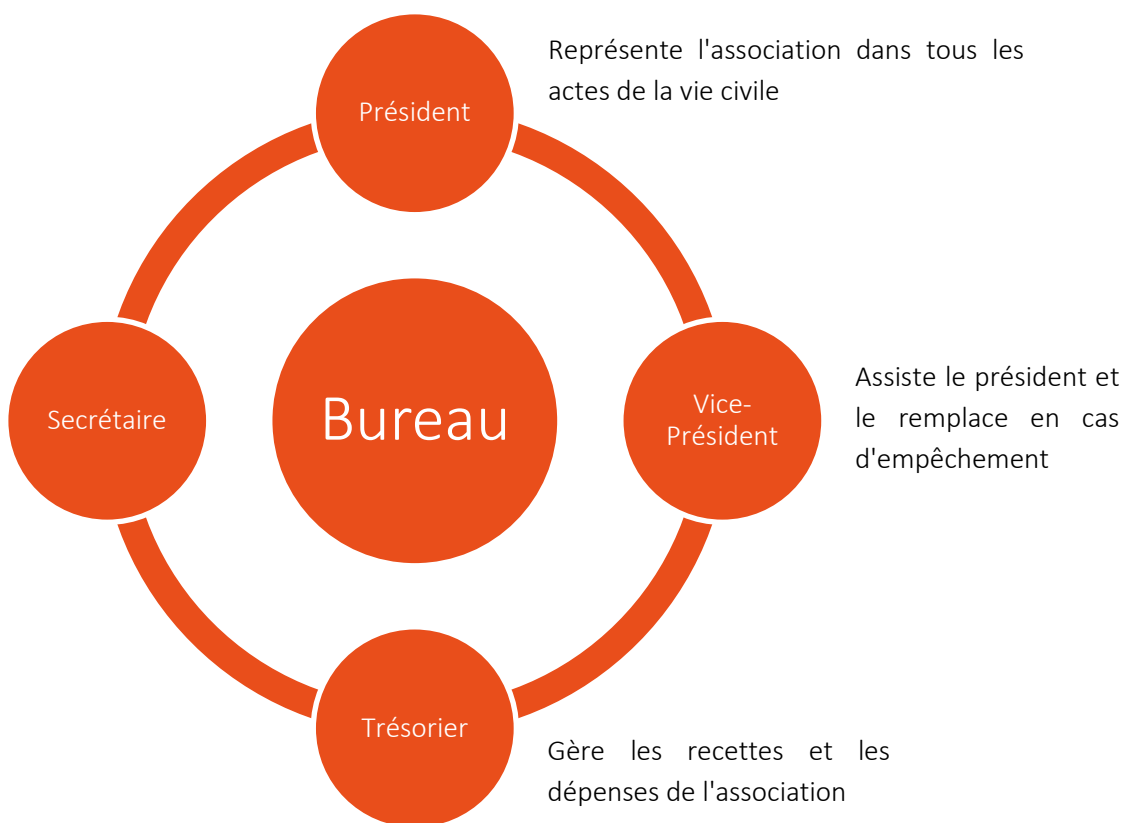 Représente l'association dans tous les
actes de la vie civile
Président
Assiste le président et
le remplace en cas
d'empêchement
Vice-
Président
Secrétaire
Bureau
Trésorier
Gère les recettes et les
dépenses de l'association